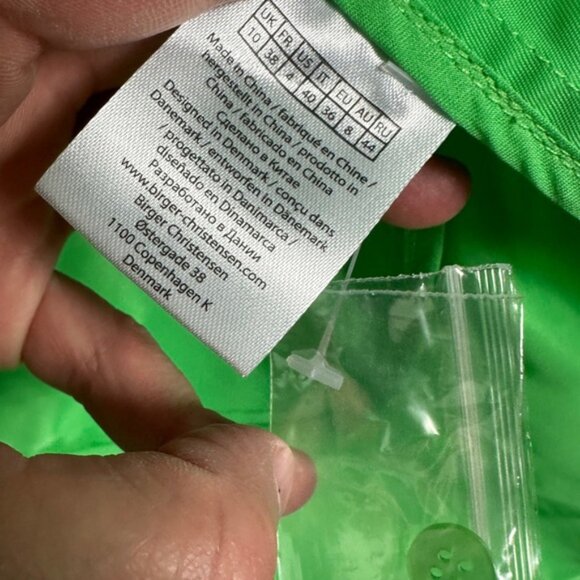 UK FR US IT EU AU RU
10 38 4 40 36 8 44
Made in China / fabriqué en Chine /
hergestellt in China / prodotto in
China / fabricado en China
Сделано в Китае
Designed in Denmark / conçu dans
Danemark / entworfen in Dänemark
/ progettato in Danimarca /
diseñado en Dinamarca
Разработано в Дании
www.birger-christensen.com
Birger Christensen
Østergade 38
1100 Copenhagen K
Denmark